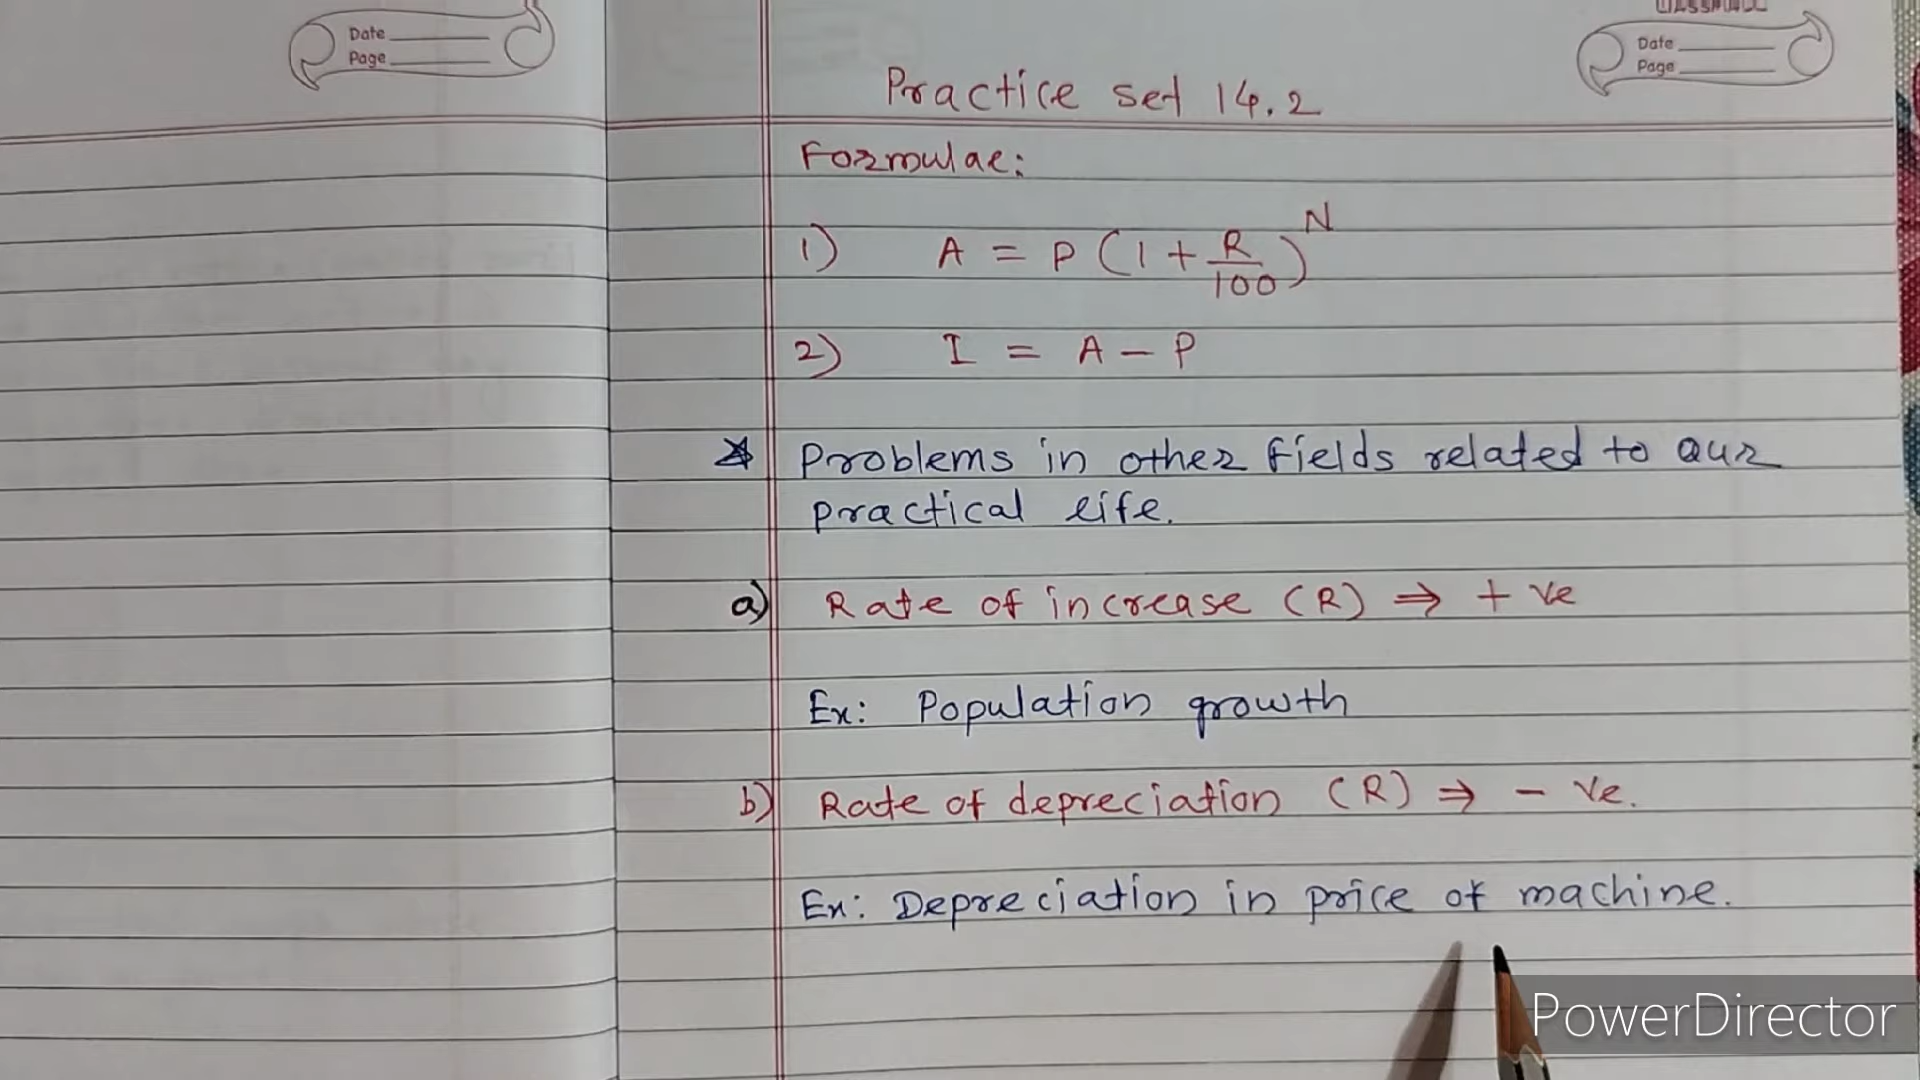 Date
Page
CLASSMATE
Date
Page
Practice set 14.2
Formulae:
1) A = P (1 + R/100)^N
2) I = A - P
* Problems in other fields related to our
practical life.
a) Rate of increase (R) ⇒ + ve
Ex: Population growth
b) Rate of depreciation (R) ⇒ - ve.
Ex: Depreciation in price of machine.
PowerDirector